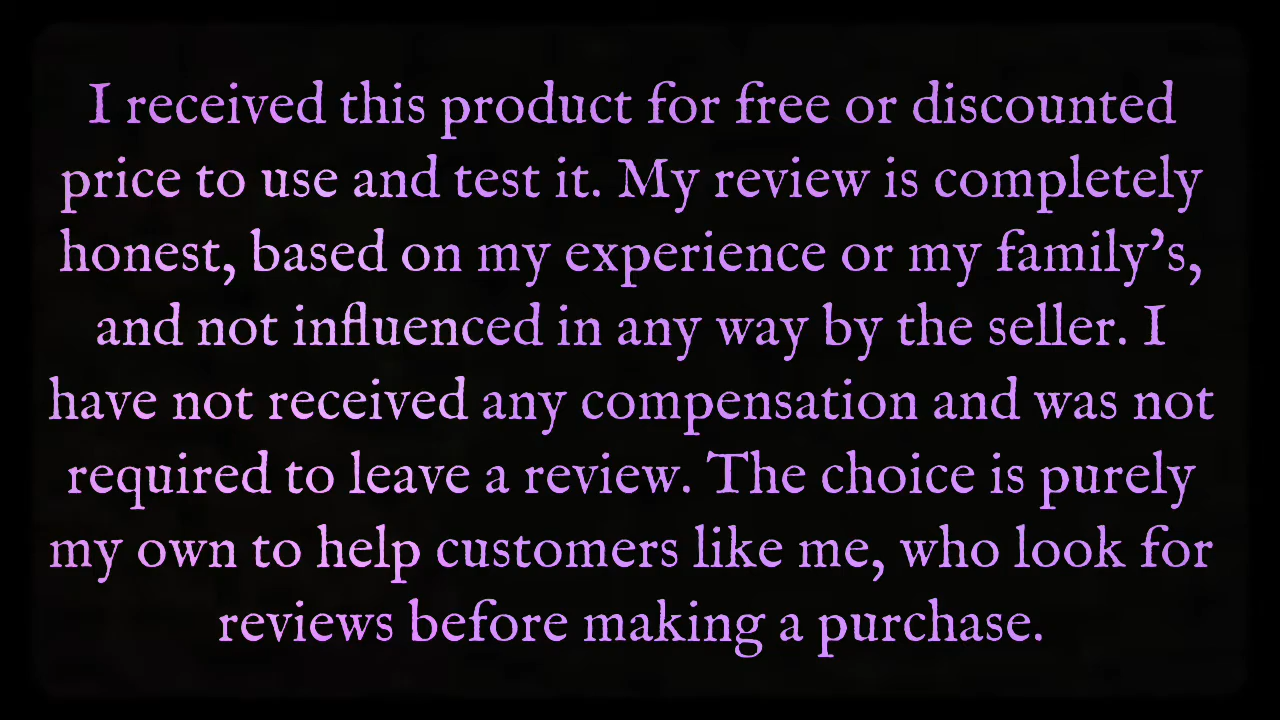 I received this product for free or discounted
price to use and test it. My review is completely
honest, based on my experience or my family’s,
and not influenced in any way by the seller. I
have not received any compensation and was not
required to leave a review. The choice is purely
my own to help customers like me, who look for
reviews before making a purchase.